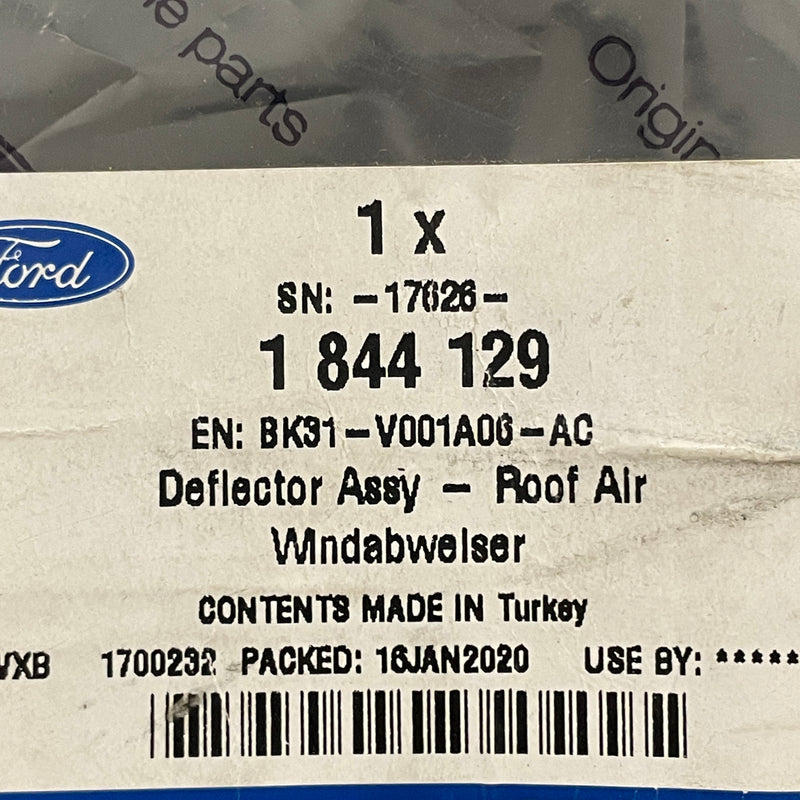 parts
Origin
Ford
1 x
SN: -17626-
1 844 129
EN: BK31-V001A06-AC
Deflector Assy - Roof Air
Windabweiser
CONTENTS MADE IN Turkey
VXB 1700232 PACKED: 16JAN2020 USE BY: *****